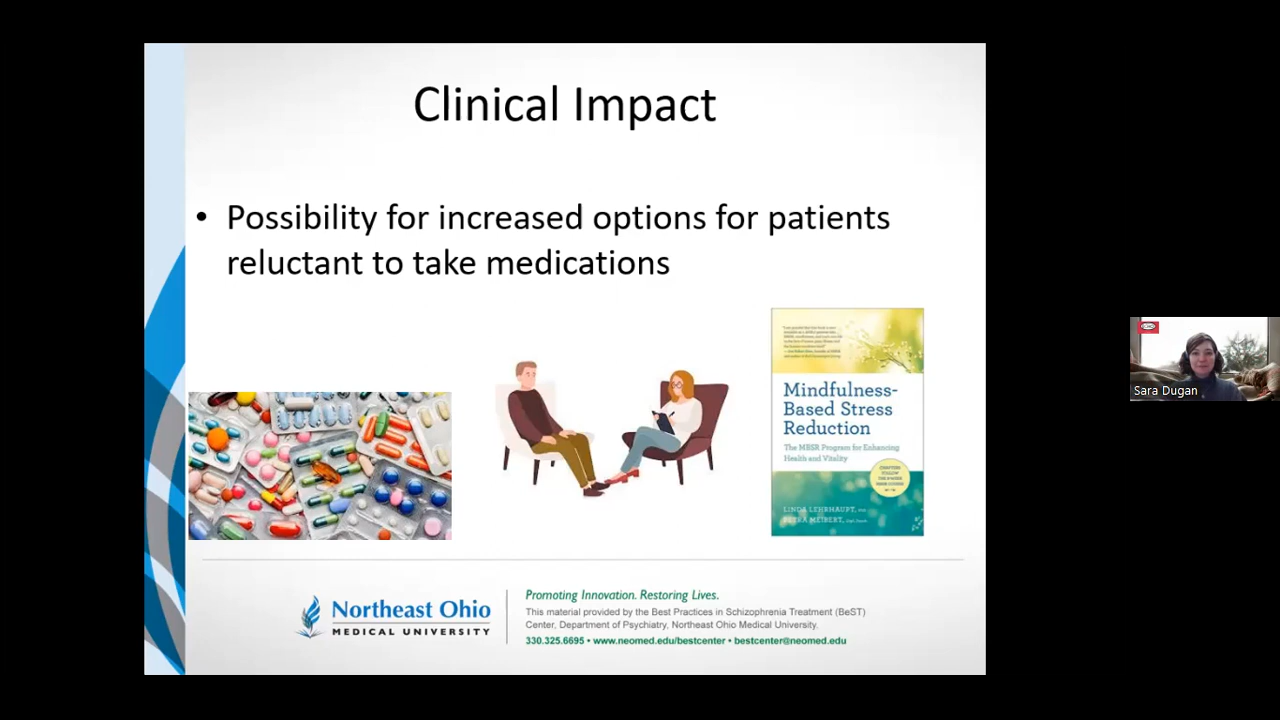 Clinical Impact
• Possibility for increased options for patients
reluctant to take medications
Mindfulness-
Based Stress
Reduction
The MBSR Program for Enhancing
Health and Vitality
LINDA LEHRHAUPT, PhD
PETRA MEIBERT, Dipl. Psych.
Northeast Ohio
MEDICAL UNIVERSITY
Promoting Innovation. Restoring Lives.
This material provided by the Best Practices in Schizophrenia Treatment (BeST)
Center, Department of Psychiatry, Northeast Ohio Medical University.
330.325.6695 • www.neomed.edu/bestcenter • bestcenter@neomed.edu
Sara Dugan